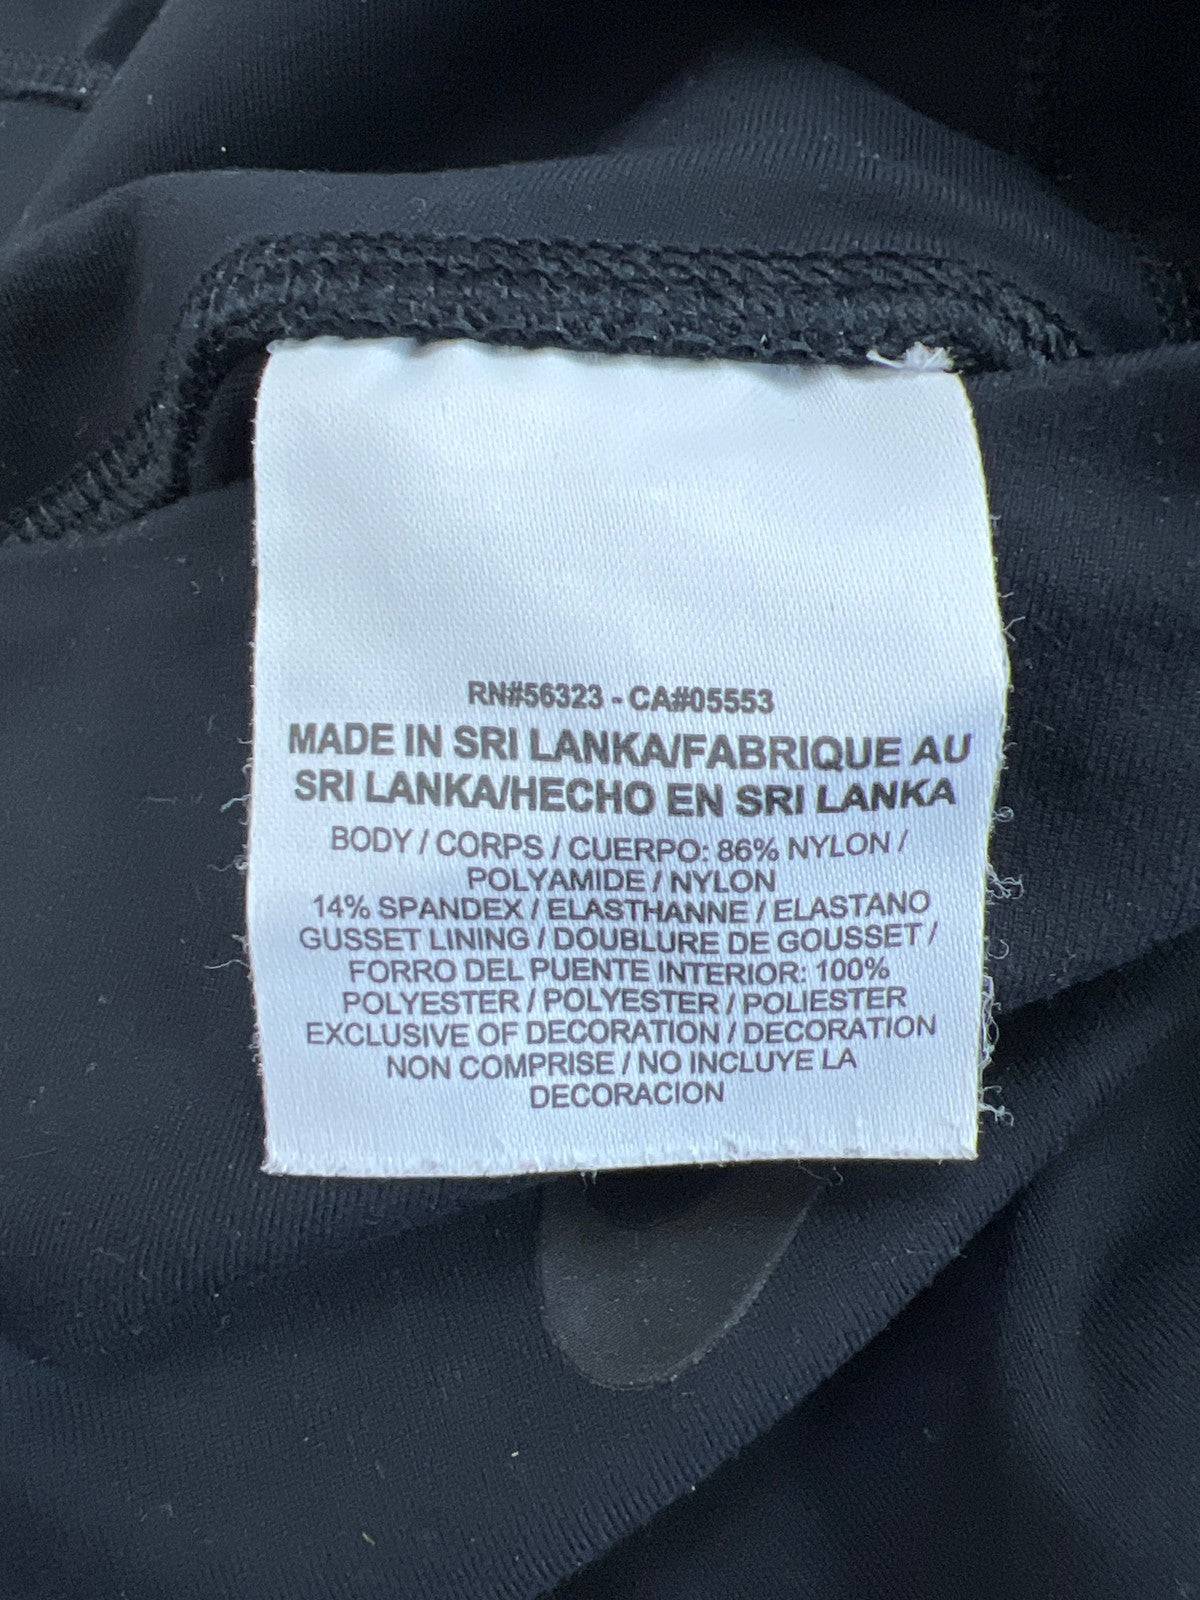 RN#56323 - CA#05553
MADE IN SRI LANKA/FABRIQUE AU
SRI LANKA/HECHO EN SRI LANKA
BODY / CORPS / CUERPO: 86% NYLON /
POLYAMIDE / NYLON
14% SPANDEX / ELASTHANNE / ELASTANO
GUSSET LINING / DOUBLURE DE GOUSSET /
FORRO DEL PUENTE INTERIOR: 100%
POLYESTER / POLYESTER / POLIESTER
EXCLUSIVE OF DECORATION / DECORATION
NON COMPRISE / NO INCLUYE LA
DECORACION